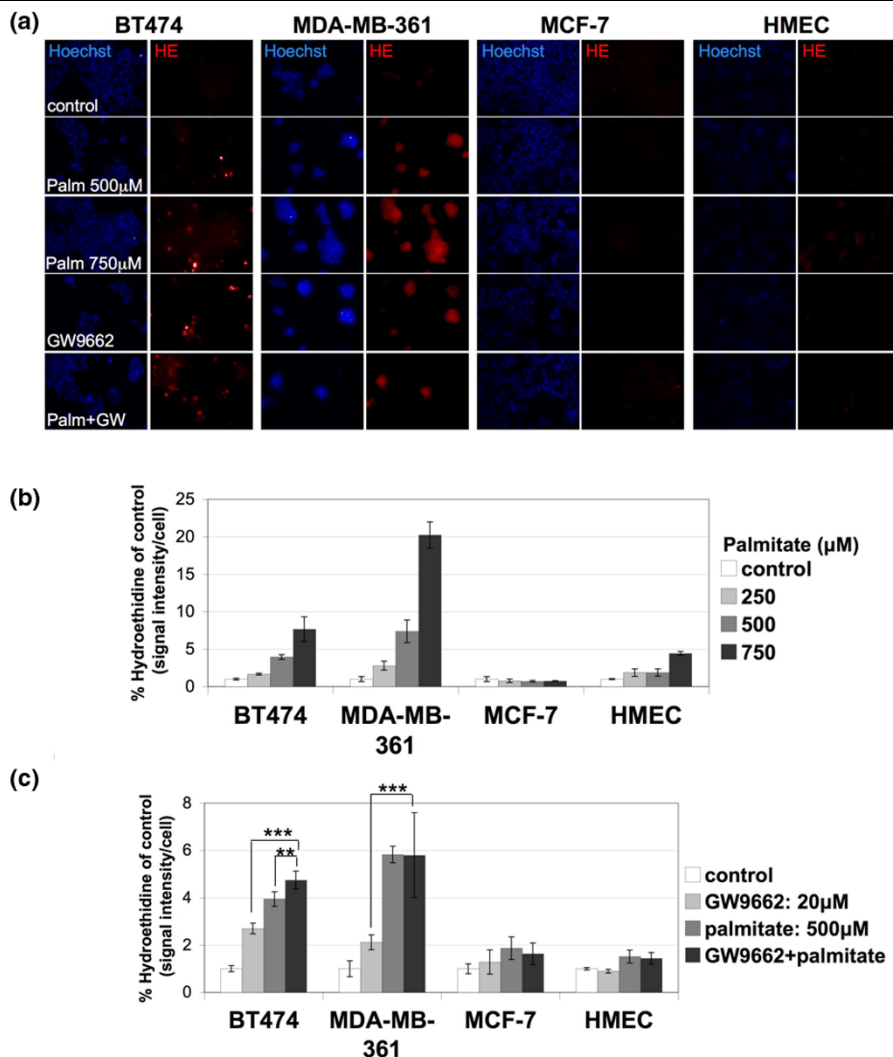 (a)
BT474 MDA-MB-361 MCF-7 HMEC
Hoechst HE Hoechst HE Hoechst HE Hoechst HE
control
Palm 500µM
Palm 750µM
GW9662
Palm+GW
(b)
% Hydroethidine of control
(signal intensity/cell)
25
20
15
10
5
0
BT474 MDA-MB-361 MCF-7 HMEC
Palmitate (µM)
control
250
500
750
(c)
% Hydroethidine of control
(signal intensity/cell)
8
6
4
2
0
***
**
***
BT474 MDA-MB-361 MCF-7 HMEC
control
GW9662: 20µM
palmitate: 500µM
GW9662+palmitate